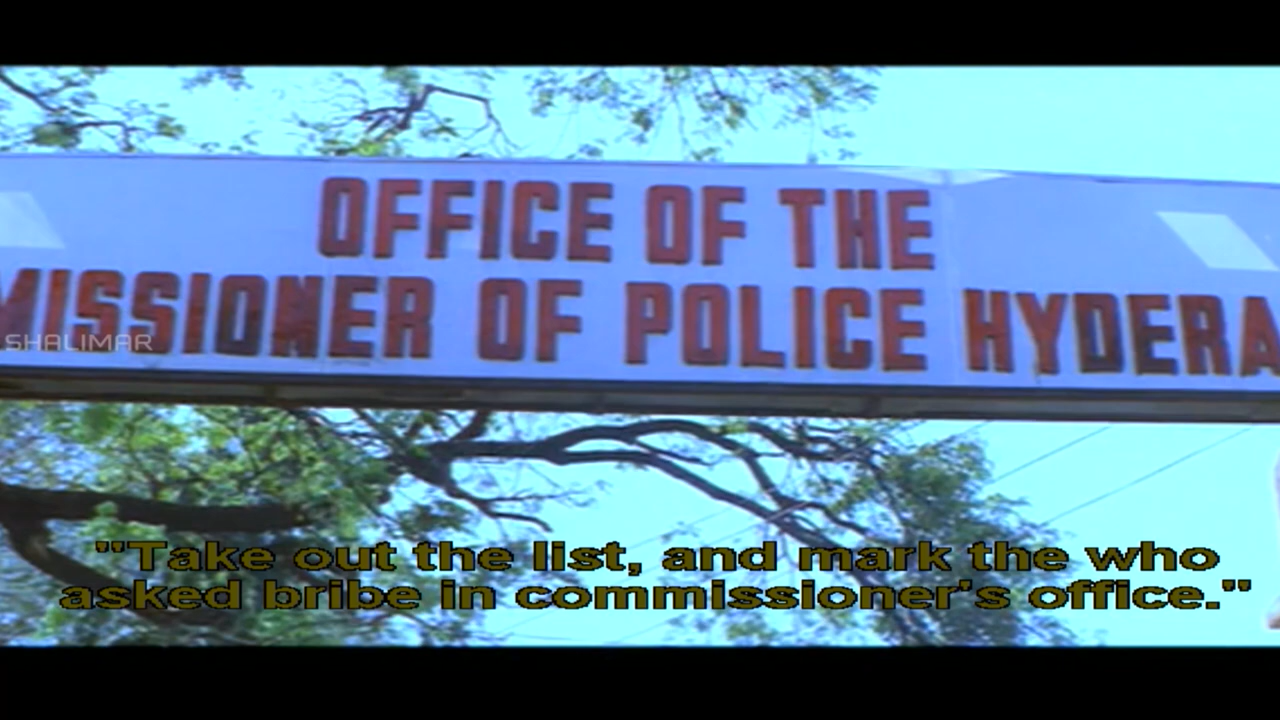 OFFICE OF THE
MISSIONER OF POLICE HYDERA
SHALIMAR
"Take out the list, and mark the who
asked bribe in commissioner's office."